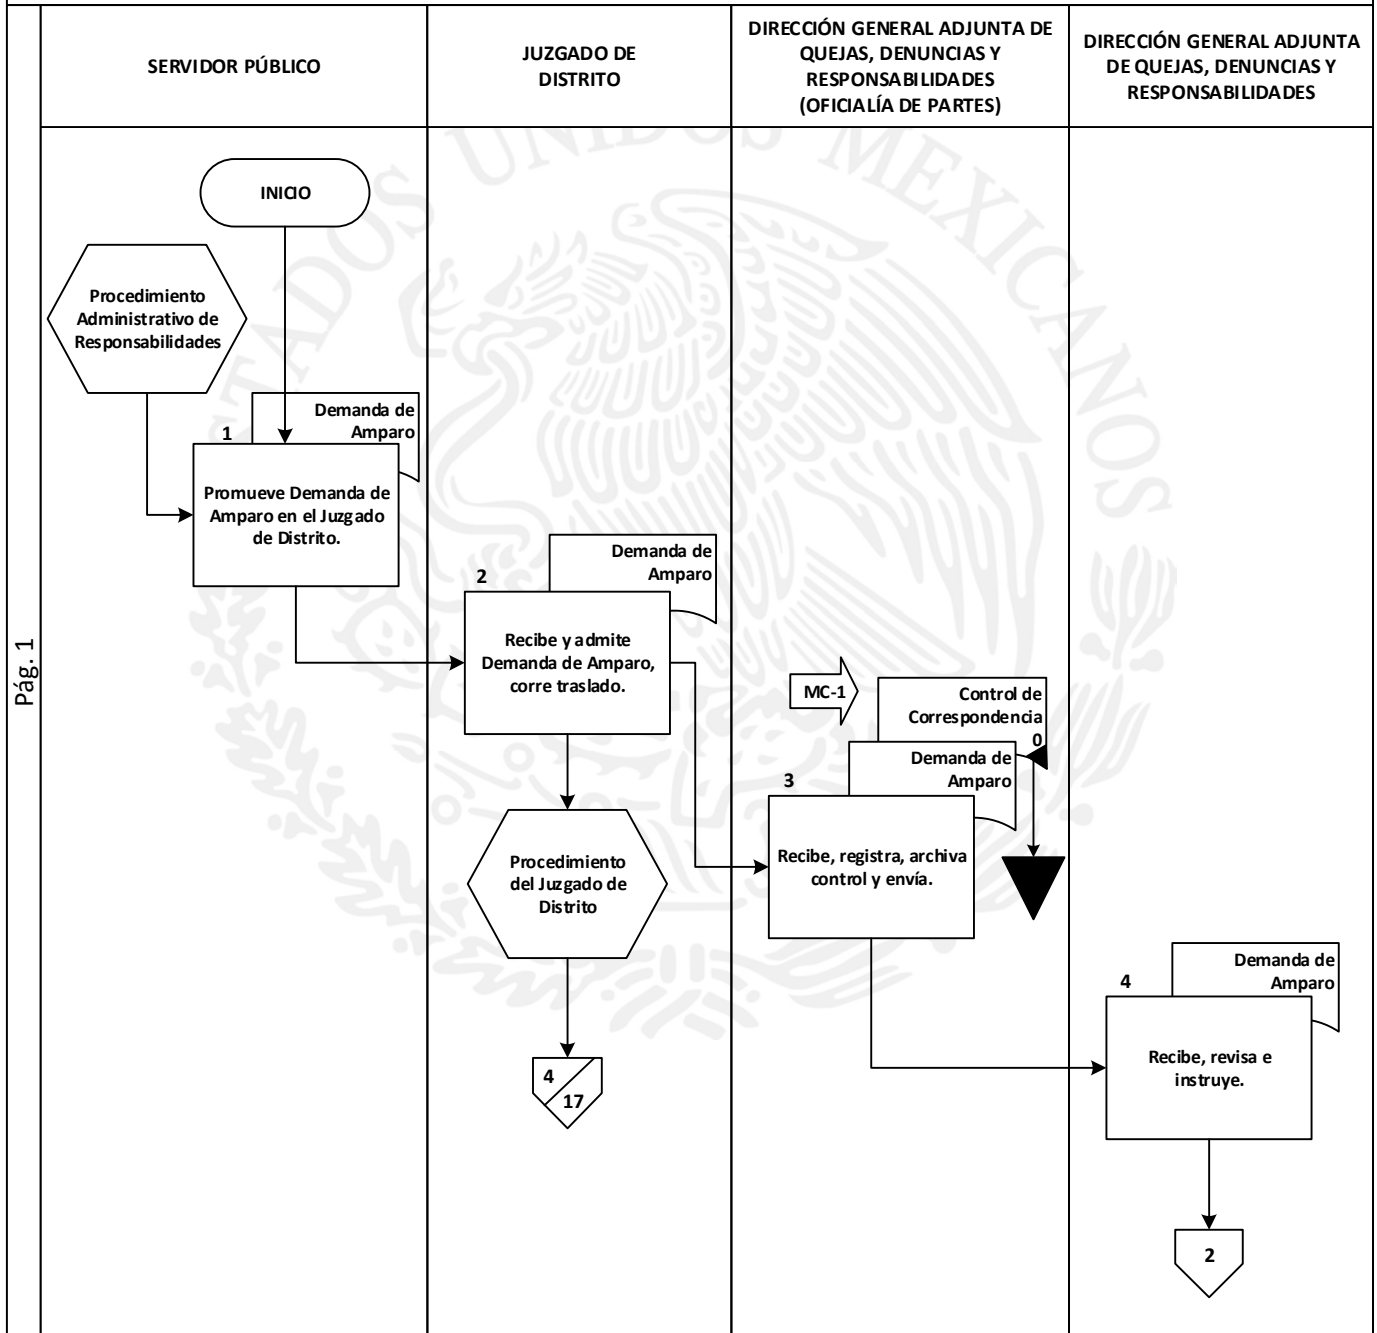 SERVIDOR PÚBLICO
JUZGADO DE
DISTRITO
DIRECCIÓN GENERAL ADJUNTA DE
QUEJAS, DENUNCIAS Y
RESPONSABILIDADES
(OFICIALÍA DE PARTES)
DIRECCIÓN GENERAL ADJUNTA
DE QUEJAS, DENUNCIAS Y
RESPONSABILIDADES
Pág. 1
ESTADOS UNIDOS MEXICANOS
INICIO
Procedimiento
Administrativo de
Responsabilidades
Demanda de
Amparo
1
Promueve Demanda de
Amparo en el Juzgado
de Distrito.
Demanda de
Amparo
2
Recibe y admite
Demanda de Amparo,
corre traslado.
Procedimiento
del Juzgado de
Distrito
4
17
MC-1
Control de
Correspondencia
0
Demanda de
Amparo
3
Recibe, registra, archiva
control y envía.
Demanda de
Amparo
4
Recibe, revisa e
instruye.
2